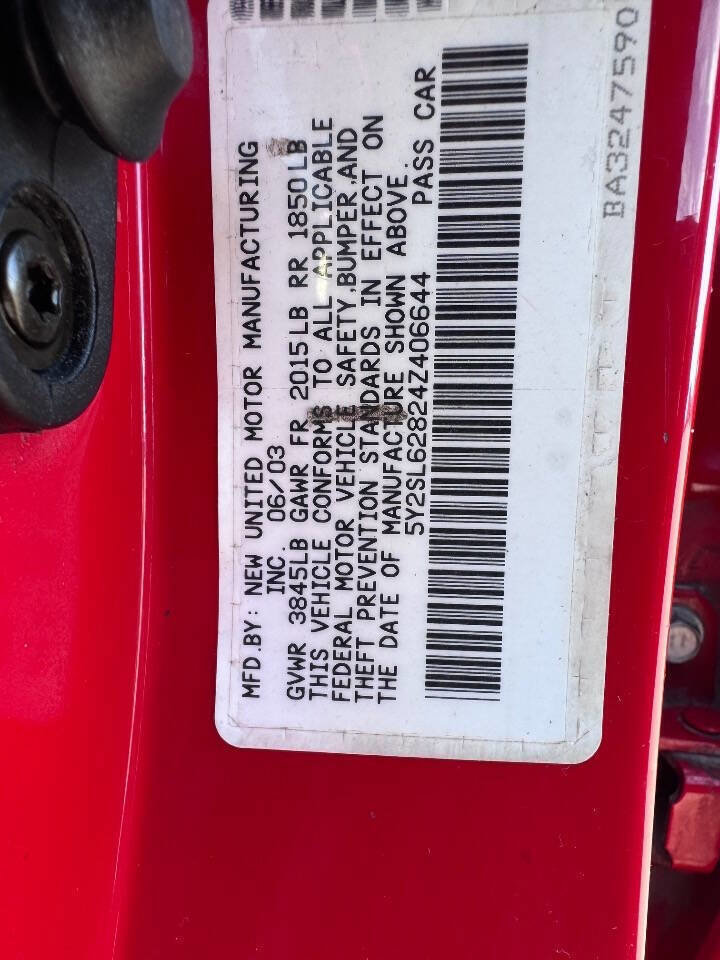 MFD.BY: NEW UNITED MOTOR MANUFACTURING
INC. 06/03
GVWR 3845LB GAWR FR 2015LB RR 1850LB
THIS VEHICLE CONFORMS TO ALL APPLICABLE
FEDERAL MOTOR VEHICLE SAFETY,BUMPER,AND
THEFT PREVENTION STANDARDS IN EFFECT ON
THE DATE OF MANUFACTURE SHOWN ABOVE.
5Y2SL62824Z406644 PASS CAR
BA3247590